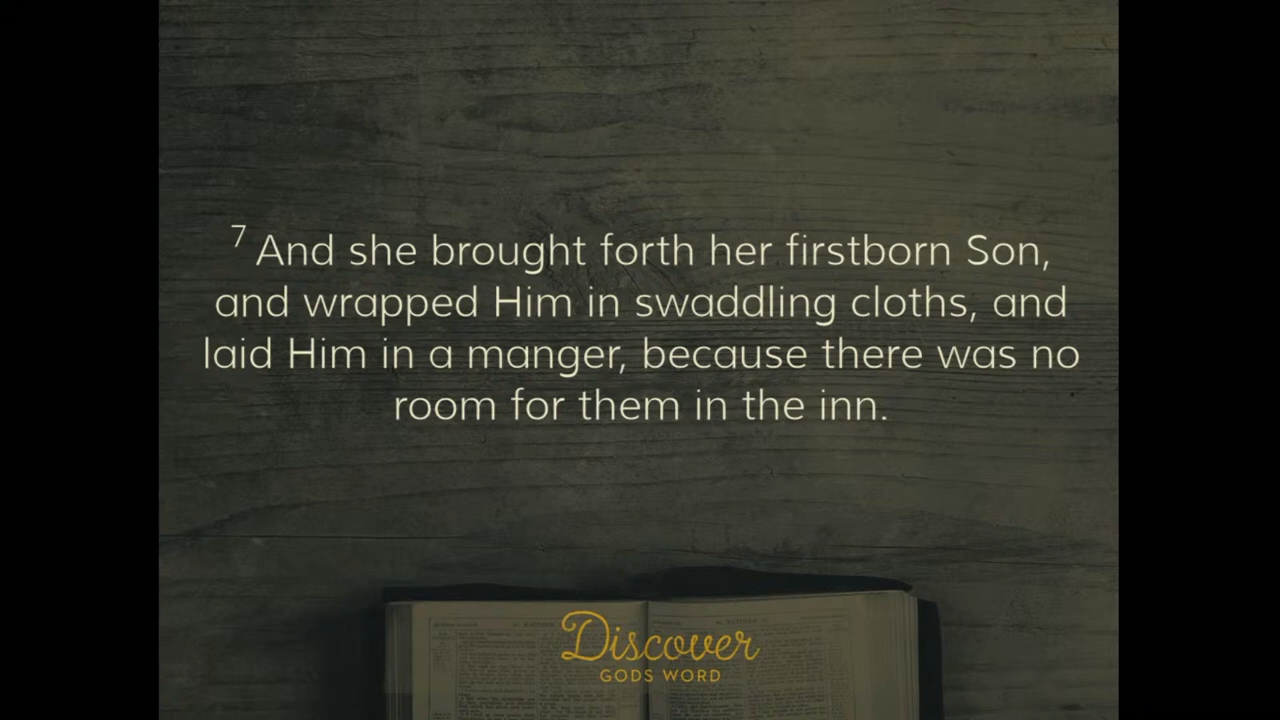 7 And she brought forth her firstborn Son,
and wrapped Him in swaddling cloths, and
laid Him in a manger, because there was no
room for them in the inn.
Discover
GODS WORD